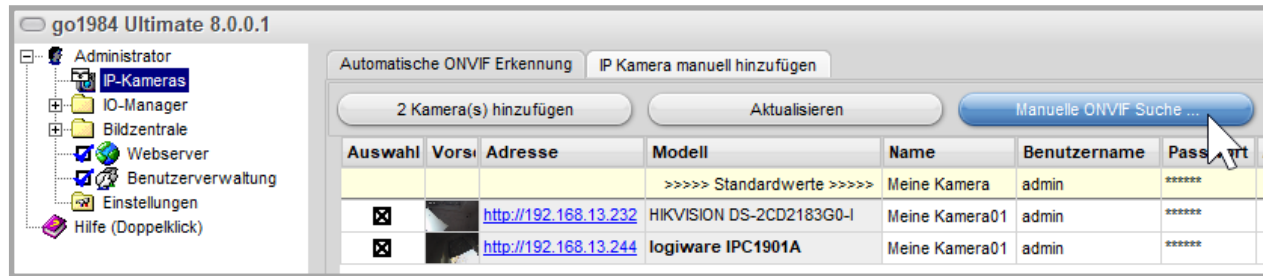 go1984 Ultimate 8.0.0.1
Administrator
IP-Kameras
IO-Manager
Bildzentrale
Webserver
Benutzerverwaltung
Einstellungen
Hilfe (Doppelklick)
Automatische ONVIF Erkennung IP Kamera manuell hinzufügen
2 Kamera(s) hinzufügen Aktualisieren Manuelle ONVIF Suche ...
Auswahl Vors Adresse Modell Name Benutzername
>>>>> Standardwerte >>>>> Meine Kamera admin ******
http://192.168.13.232 HIKVISION DS-2CD2183G0-I Meine Kamera01 admin ******
http://192.168.13.244 logiware IPC1901A Meine Kamera01 admin ******